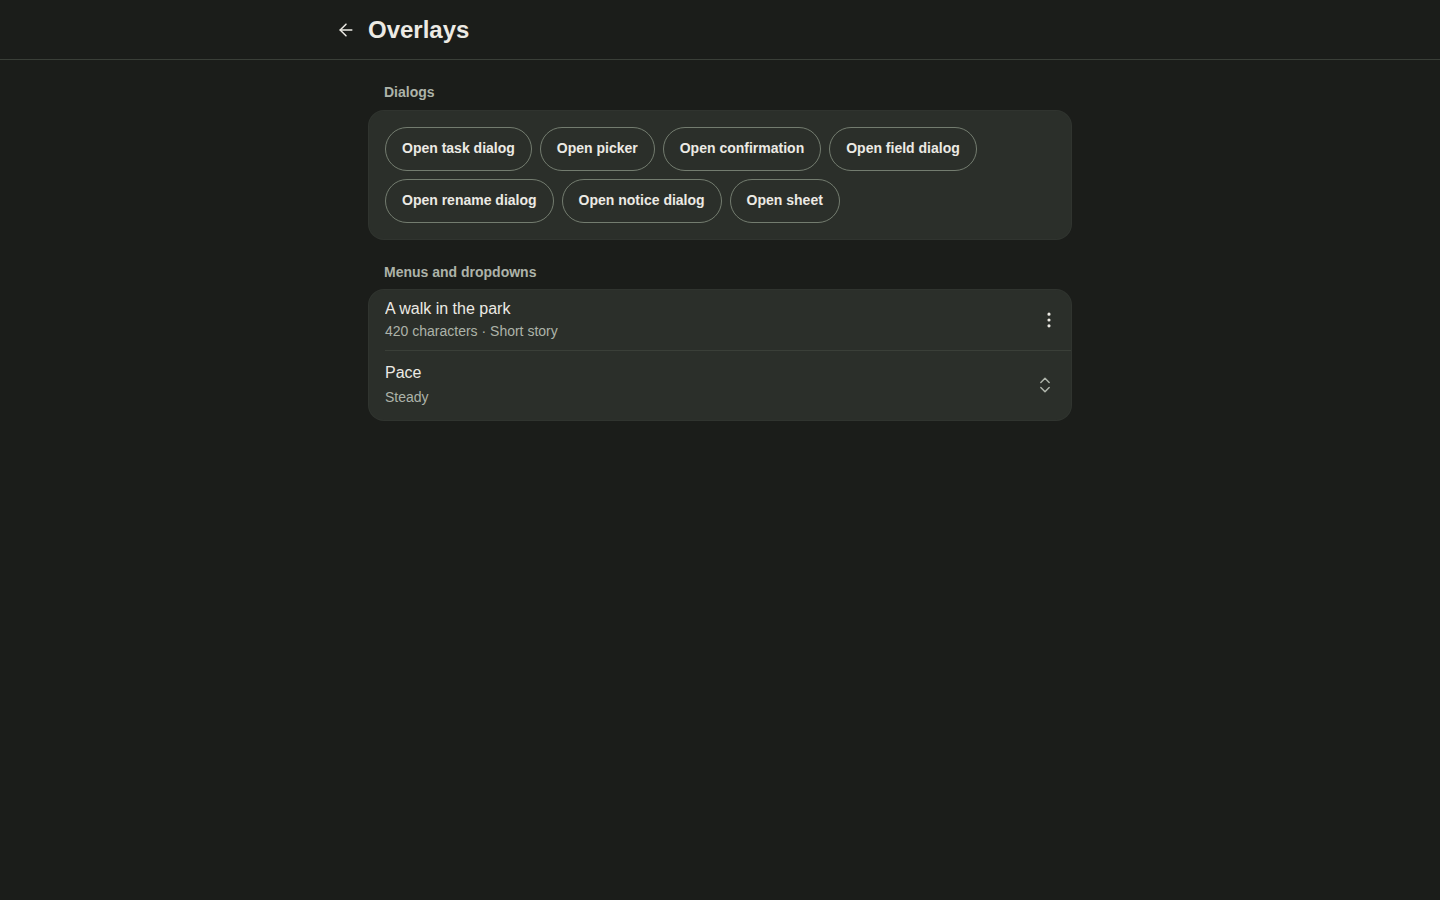 Overlays
Dialogs
Open task dialog
Open picker
Open confirmation
Open field dialog
Open rename dialog
Open notice dialog
Open sheet
Menus and dropdowns
A walk in the park
420 characters · Short story
Pace
Steady